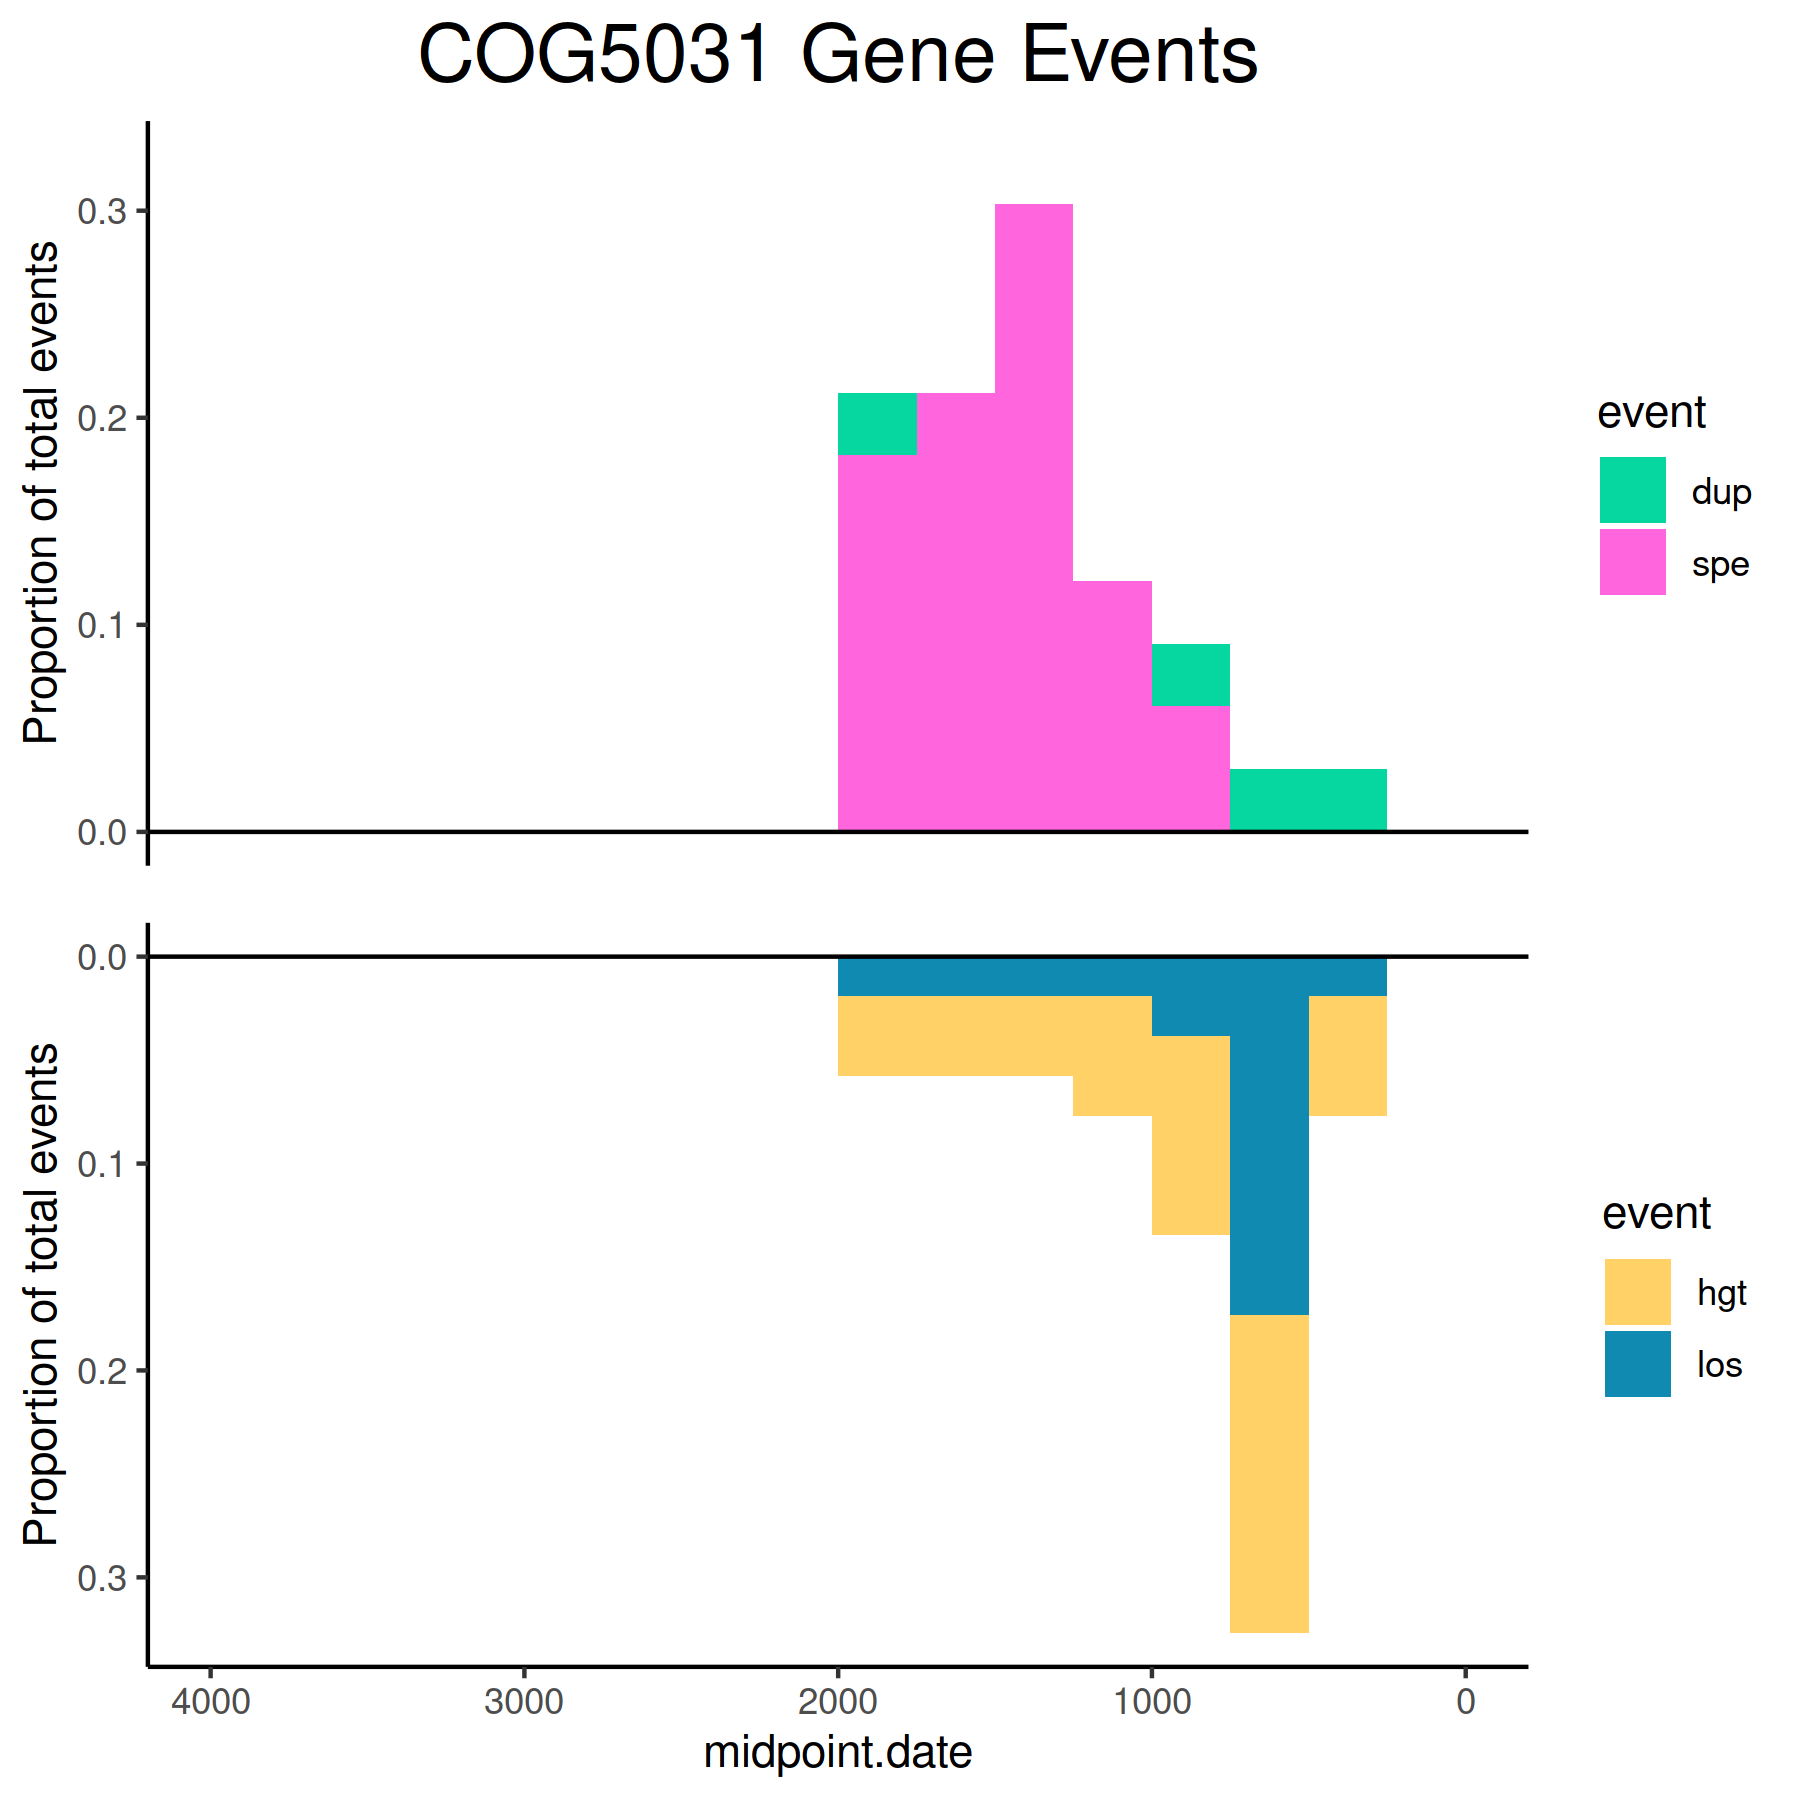 COG5031 Gene Events
Proportion of total events
0.3
0.2
0.1
0.0
event
dup
spe
Proportion of total events
0.0
0.1
0.2
0.3
event
hgt
los
4000 3000 2000 1000 0
midpoint.date